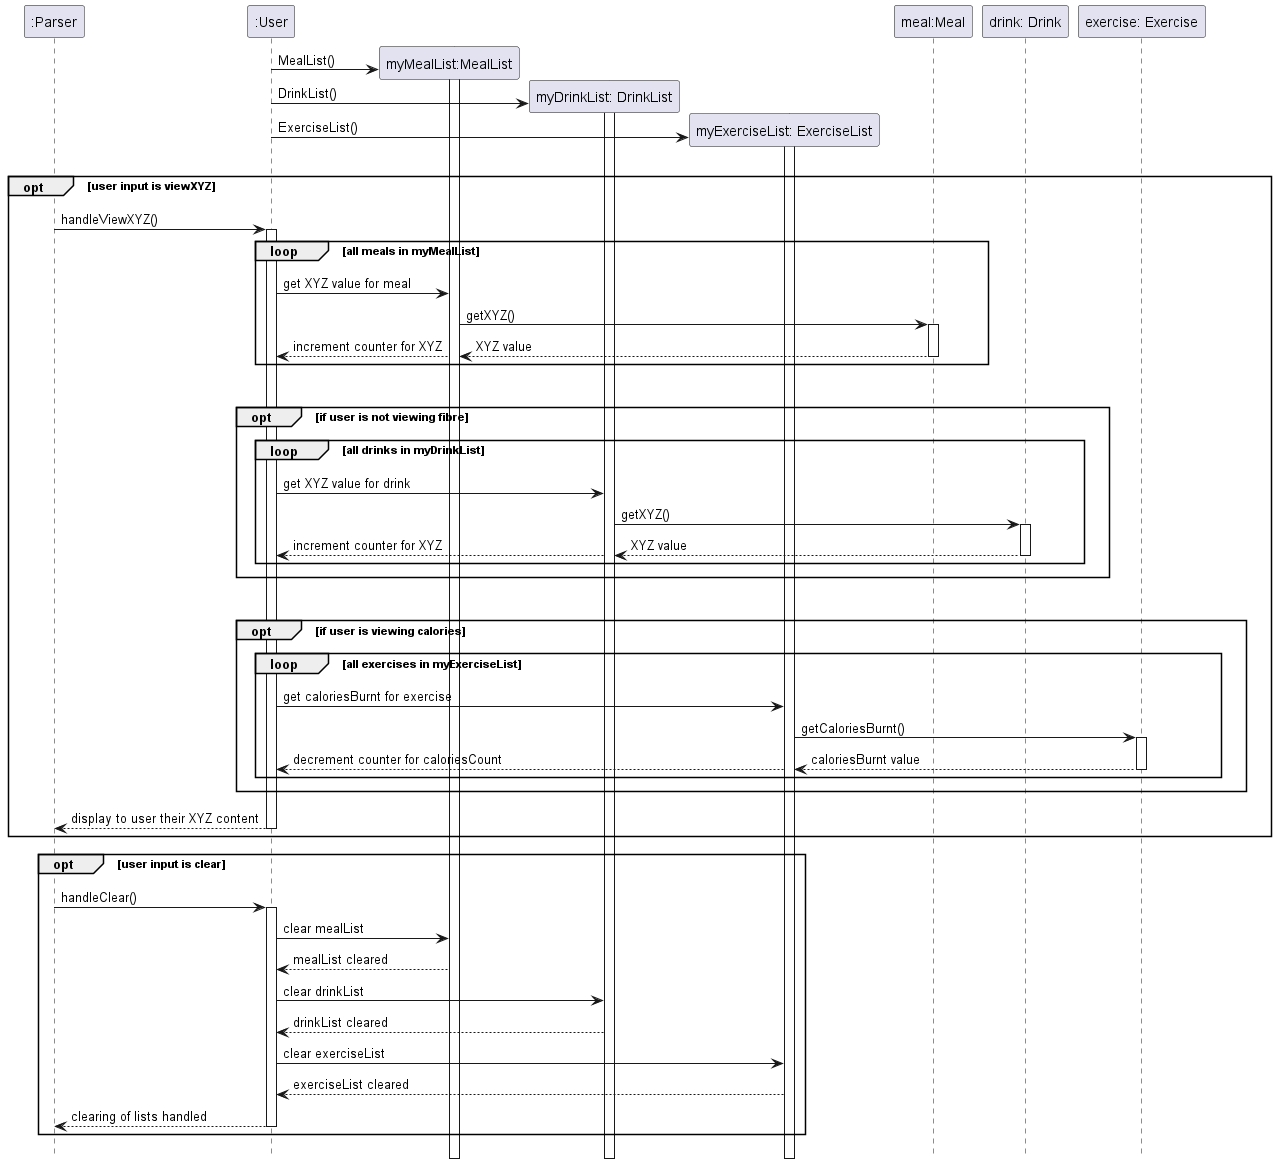 :Parser
:User
meal:Meal
drink: Drink
exercise: Exercise
MealList()
myMealList:MealList
DrinkList()
myDrinkList: DrinkList
ExerciseList()
myExerciseList: ExerciseList
opt [user input is viewXYZ]
handleViewXYZ()
loop [all meals in myMealList]
get XYZ value for meal
getXYZ()
increment counter for XYZ
XYZ value
opt [if user is not viewing fibre]
loop [all drinks in myDrinkList]
get XYZ value for drink
getXYZ()
increment counter for XYZ
XYZ value
opt [if user is viewing calories]
loop [all exercises in myExerciseList]
get caloriesBurnt for exercise
getCaloriesBurnt()
decrement counter for caloriesCount
caloriesBurnt value
display to user their XYZ content
opt [user input is clear]
handleClear()
clear mealList
mealList cleared
clear drinkList
drinkList cleared
clear exerciseList
exerciseList cleared
clearing of lists handled